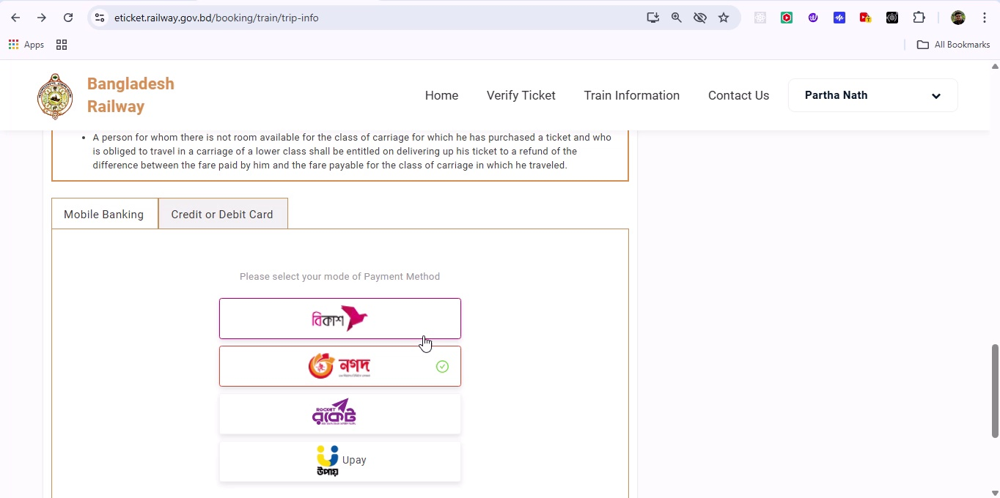 eticket.railway.gov.bd/booking/train/trip-info
Apps
All Bookmarks
Bangladesh
Railway
Home
Verify Ticket
Train Information
Contact Us
Partha Nath
• A person for whom there is not room available for the class of carriage for which he has purchased a ticket and who
is obliged to travel in a carriage of a lower class shall be entitled on delivering up his ticket to a refund of the
difference between the fare paid by him and the fare payable for the class of carriage in which he traveled.
Mobile Banking
Credit or Debit Card
Please select your mode of Payment Method
বিকাশ
নগদ
ROCKET
রকেট
উপায়
Upay